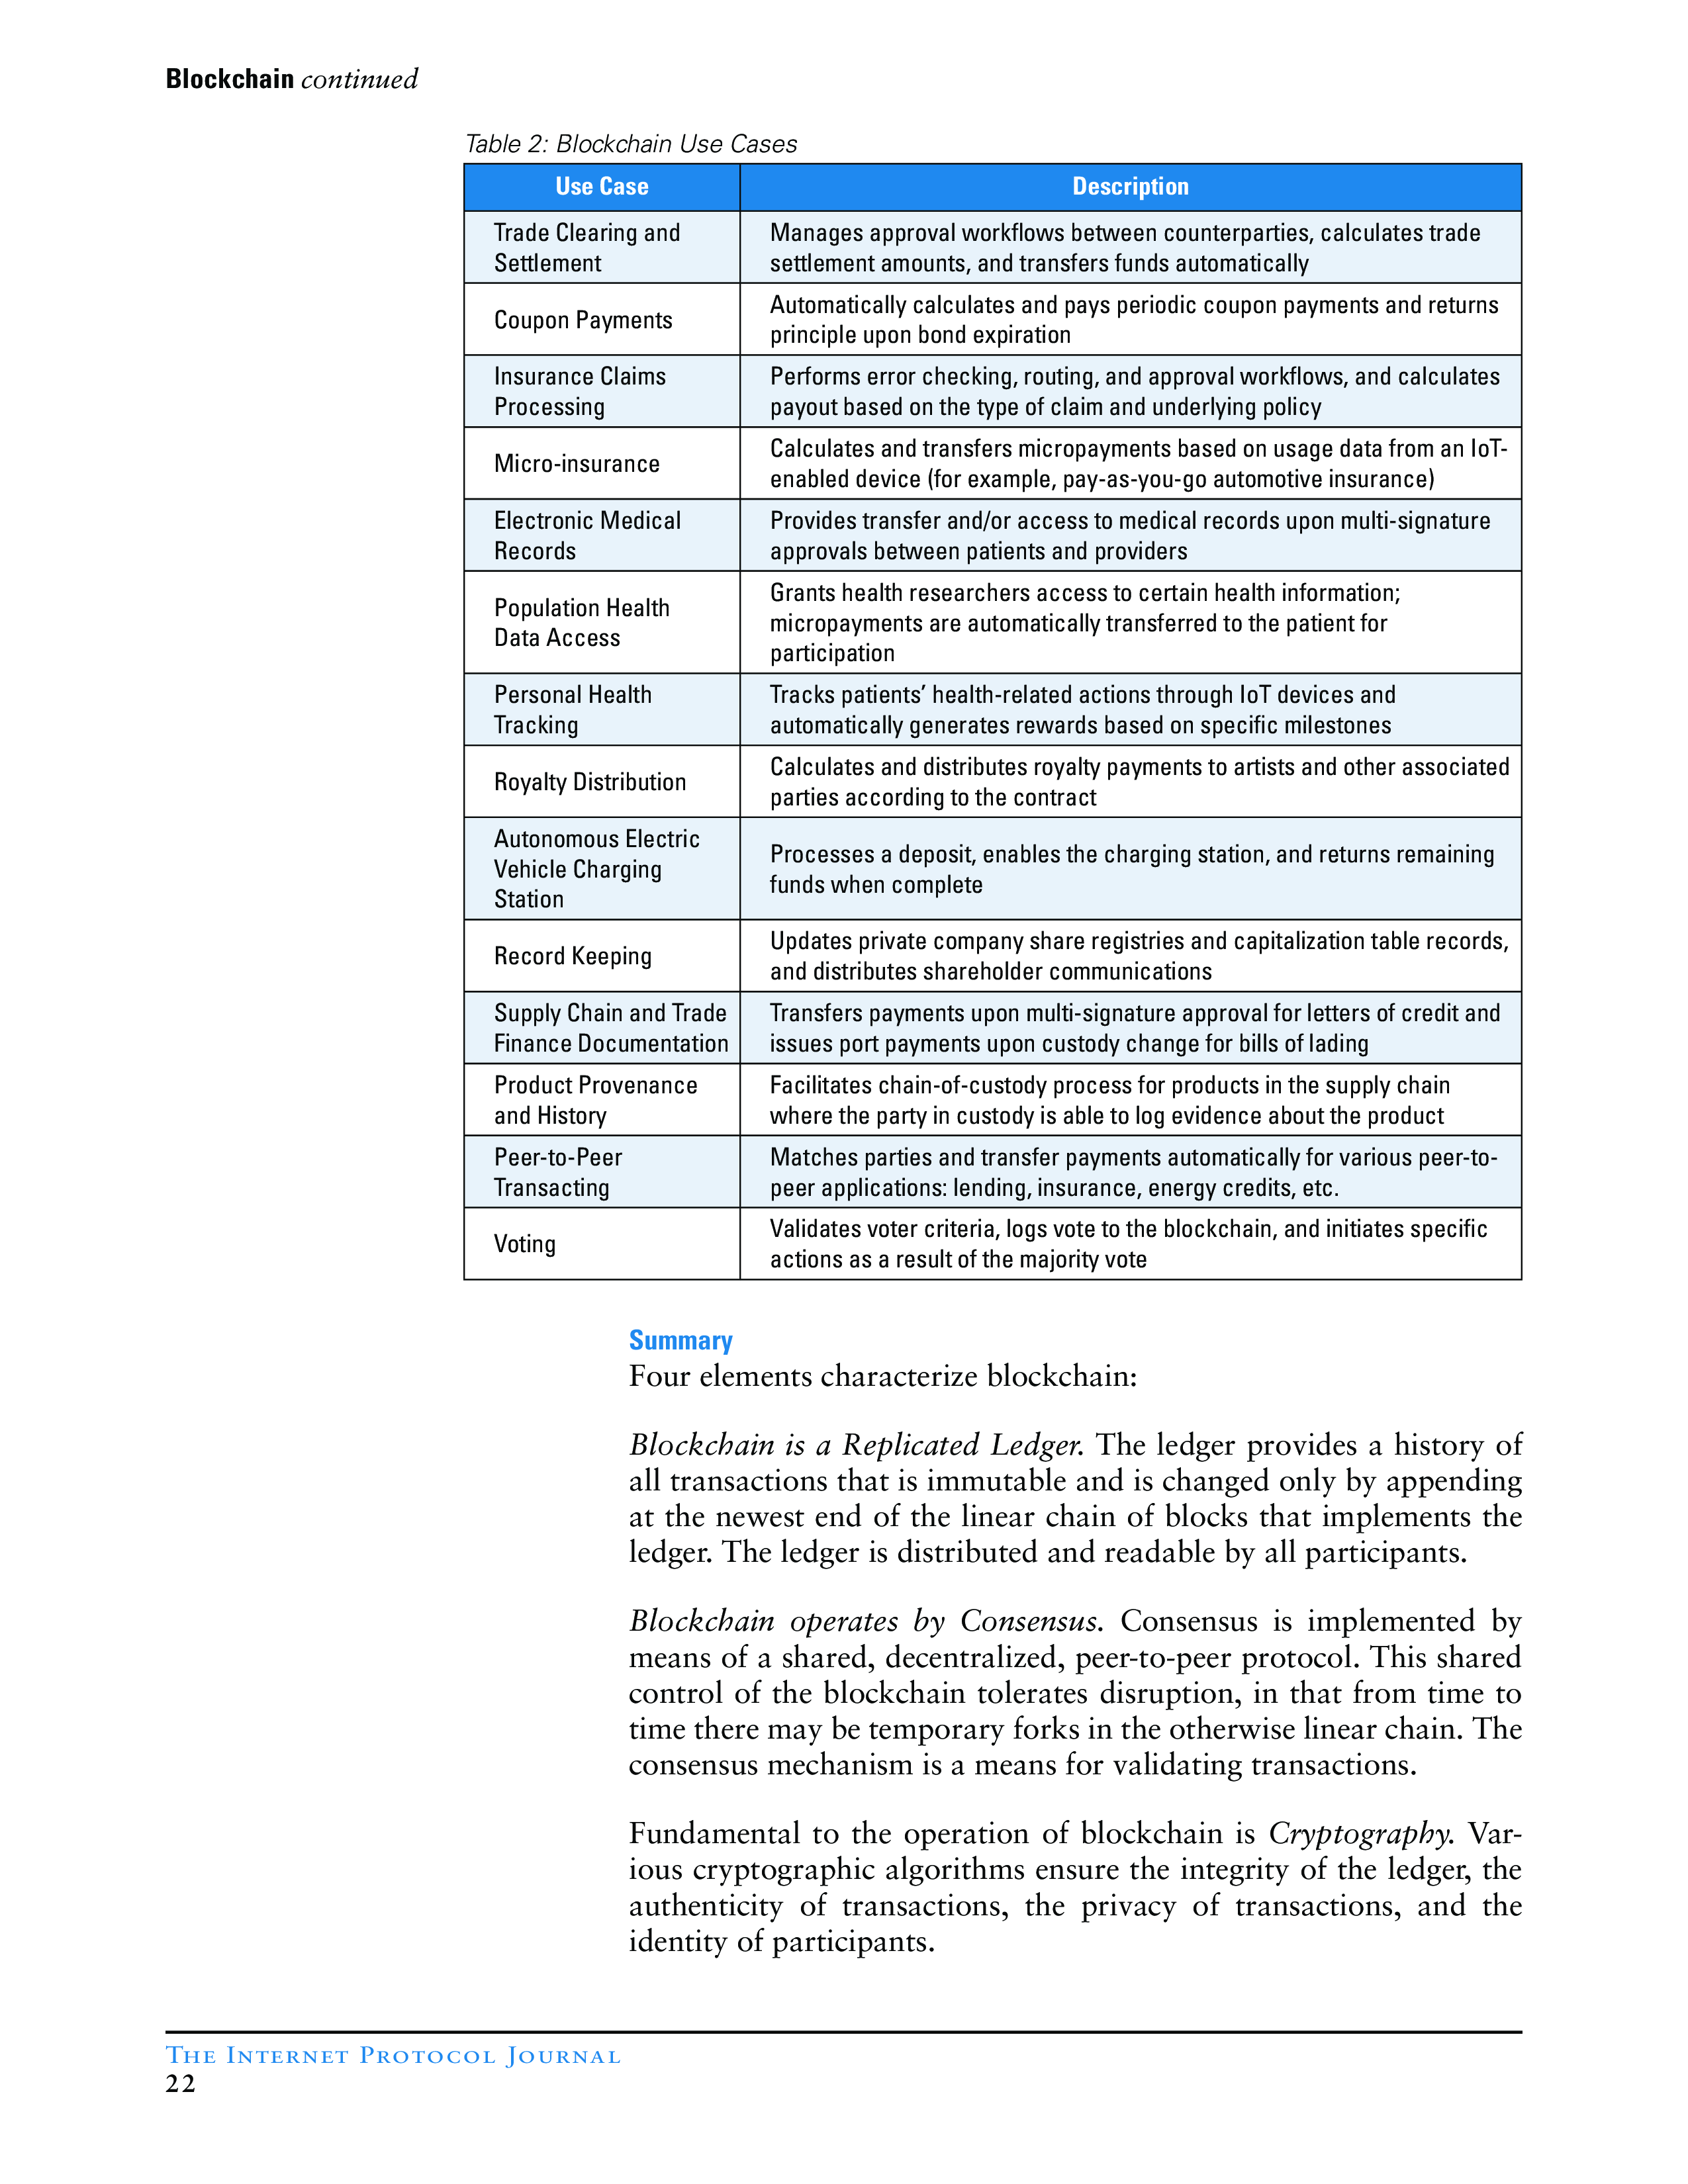 Blockchain continued
Table 2: Blockchain Use Cases
Use Case Description
Trade Clearing and
Settlement
Manages approval workflows between counterparties, calculates trade
settlement amounts, and transfers funds automatically
Coupon Payments
Automatically calculates and pays periodic coupon payments and returns
principle upon bond expiration
Insurance Claims
Processing
Performs error checking, routing, and approval workflows, and calculates
payout based on the type of claim and underlying policy
Micro-insurance
Calculates and transfers micropayments based on usage data from an IoT-
enabled device (for example, pay-as-you-go automotive insurance)
Electronic Medical
Records
Provides transfer and/or access to medical records upon multi-signature
approvals between patients and providers
Population Health
Data Access
Grants health researchers access to certain health information;
micropayments are automatically transferred to the patient for
participation
Personal Health
Tracking
Tracks patients’ health-related actions through IoT devices and
automatically generates rewards based on specific milestones
Royalty Distribution
Calculates and distributes royalty payments to artists and other associated
parties according to the contract
Autonomous Electric
Vehicle Charging
Station
Processes a deposit, enables the charging station, and returns remaining
funds when complete
Record Keeping
Updates private company share registries and capitalization table records,
and distributes shareholder communications
Supply Chain and Trade
Finance Documentation
Transfers payments upon multi-signature approval for letters of credit and
issues port payments upon custody change for bills of lading
Product Provenance
and History
Facilitates chain-of-custody process for products in the supply chain
where the party in custody is able to log evidence about the product
Peer-to-Peer
Transacting
Matches parties and transfer payments automatically for various peer-to-
peer applications: lending, insurance, energy credits, etc.
Voting
Validates voter criteria, logs vote to the blockchain, and initiates specific
actions as a result of the majority vote
Summary
Four elements characterize blockchain:
Blockchain is a Replicated Ledger. The ledger provides a history of
all transactions that is immutable and is changed only by appending
at the newest end of the linear chain of blocks that implements the
ledger. The ledger is distributed and readable by all participants.
Blockchain operates by Consensus. Consensus is implemented by
means of a shared, decentralized, peer-to-peer protocol. This shared
control of the blockchain tolerates disruption, in that from time to
time there may be temporary forks in the otherwise linear chain. The
consensus mechanism is a means for validating transactions.
Fundamental to the operation of blockchain is Cryptography. Var-
ious cryptographic algorithms ensure the integrity of the ledger, the
authenticity of transactions, the privacy of transactions, and the
identity of participants.
The Internet Protocol Journal
22